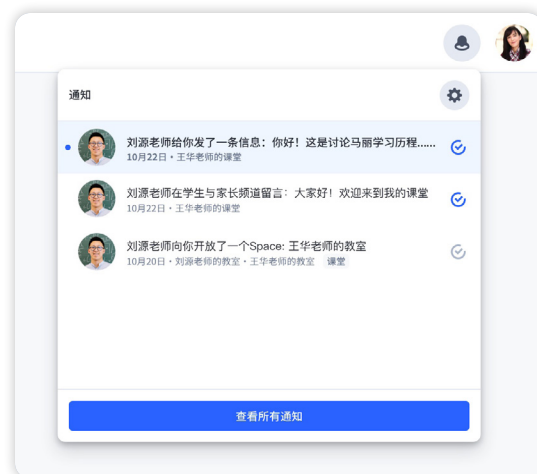 通知
刘源老师给你发了一条信息：你好！这是讨论马丽学习历程......
10月22日・王华老师的课堂
刘源老师在学生与家长频道留言：大家好！欢迎来到我的课堂
10月22日・王华老师的课堂
刘源老师向你开放了一个Space: 王华老师的教室
10月20日・刘源老师的教室・王华老师的教室 课堂
查看所有通知